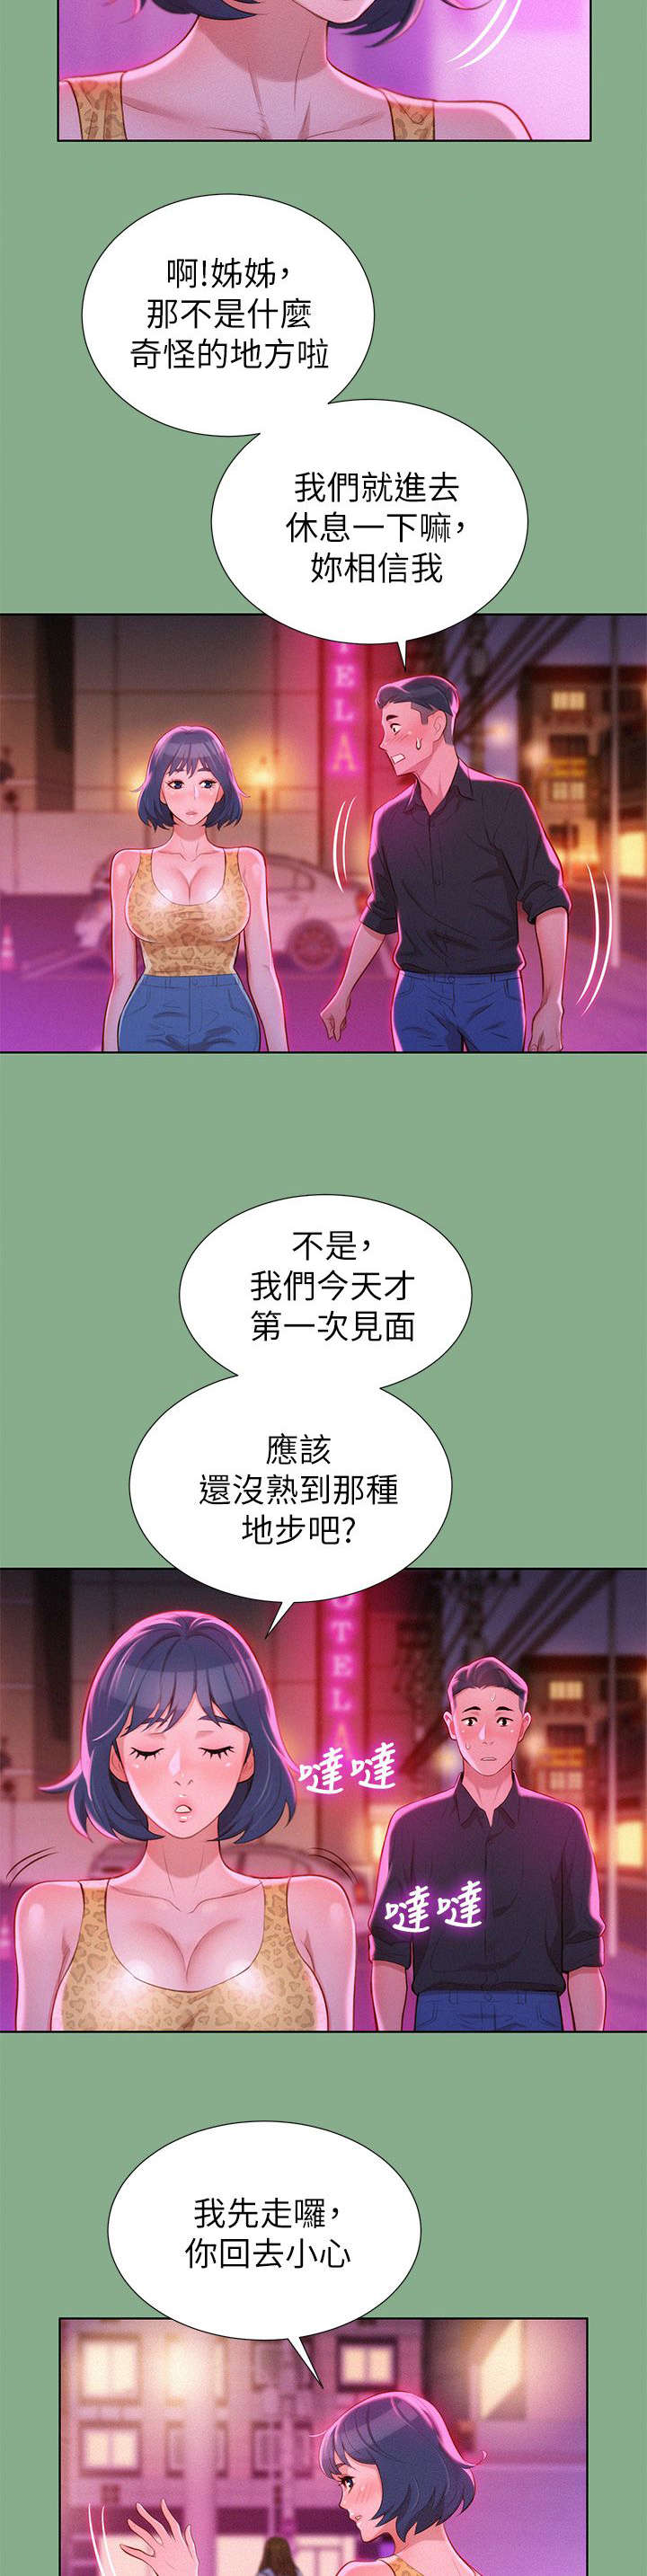 啊!姊姊，
那不是什麼
奇怪的地方啦
我們就進去
休息一下嘛，
妳相信我
TELA
不是，
我們今天才
第一次見面
應該
還沒熟到那種
地步吧?
OTELA
噠噠
噠噠
我先走囉，
你回去小心